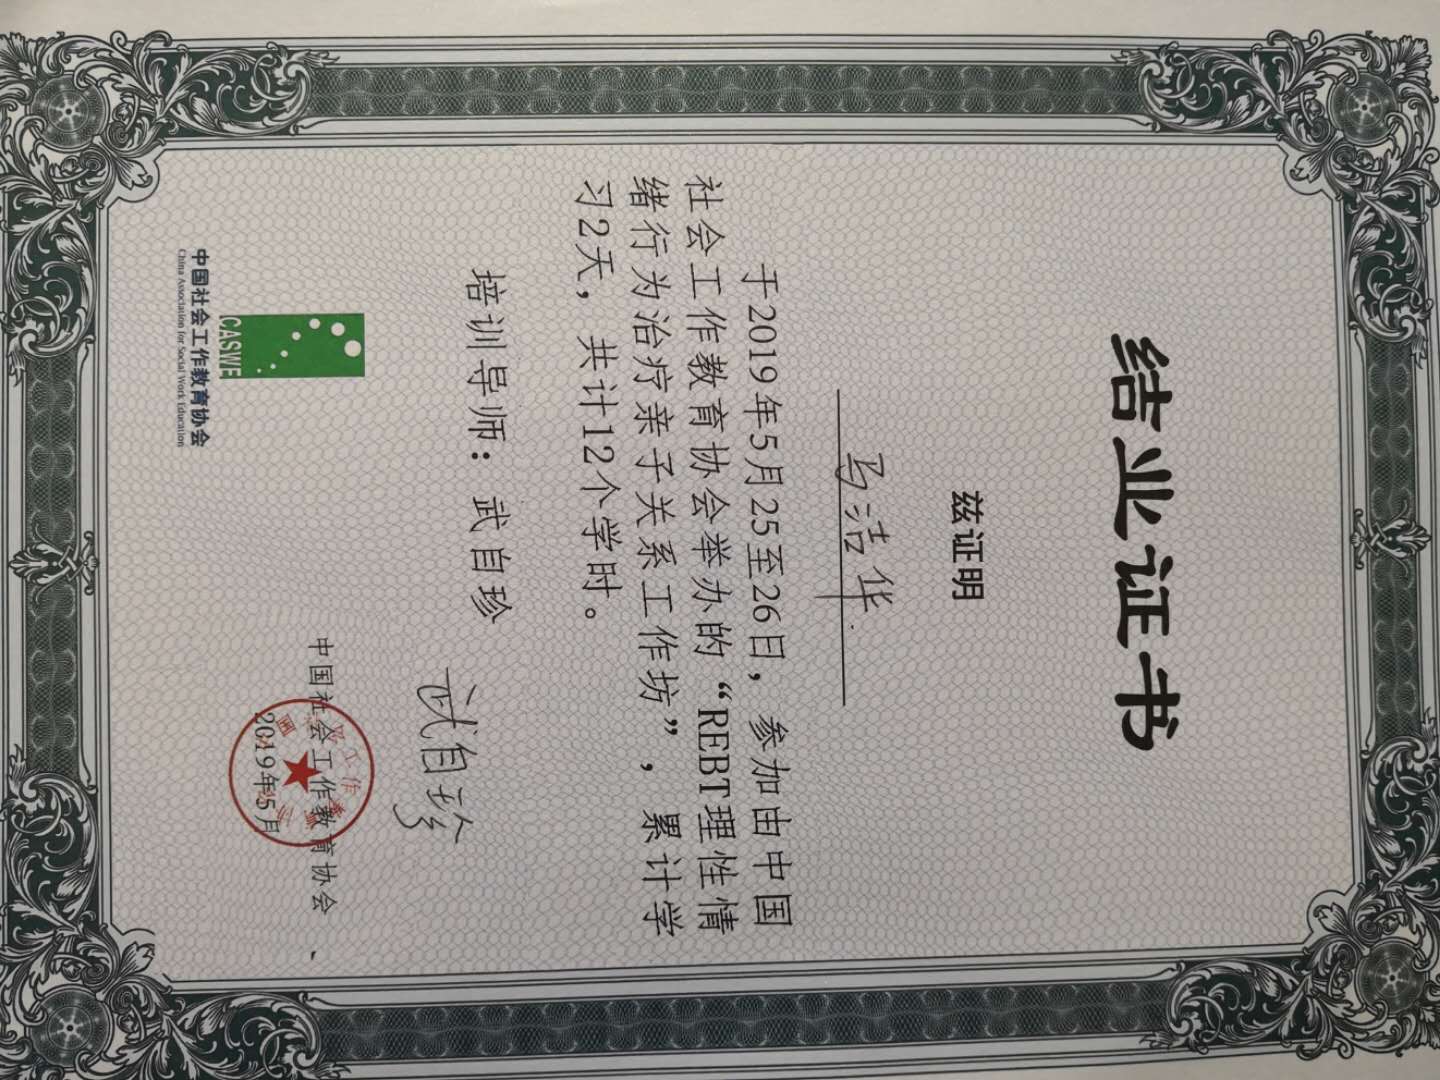 结业证书
兹证明
马洁华
于2019年5月25至26日，参加由中国
社会工作教育协会举办的“REBT理性情
绪行为治疗亲子关系工作坊”，累计学
习2天，共计12个学时。
培训导师：武自珍
武自珍
CASWE
中国社会工作教育协会
China Association for Social Work Education
中国社会工作教育协会
2019年5月